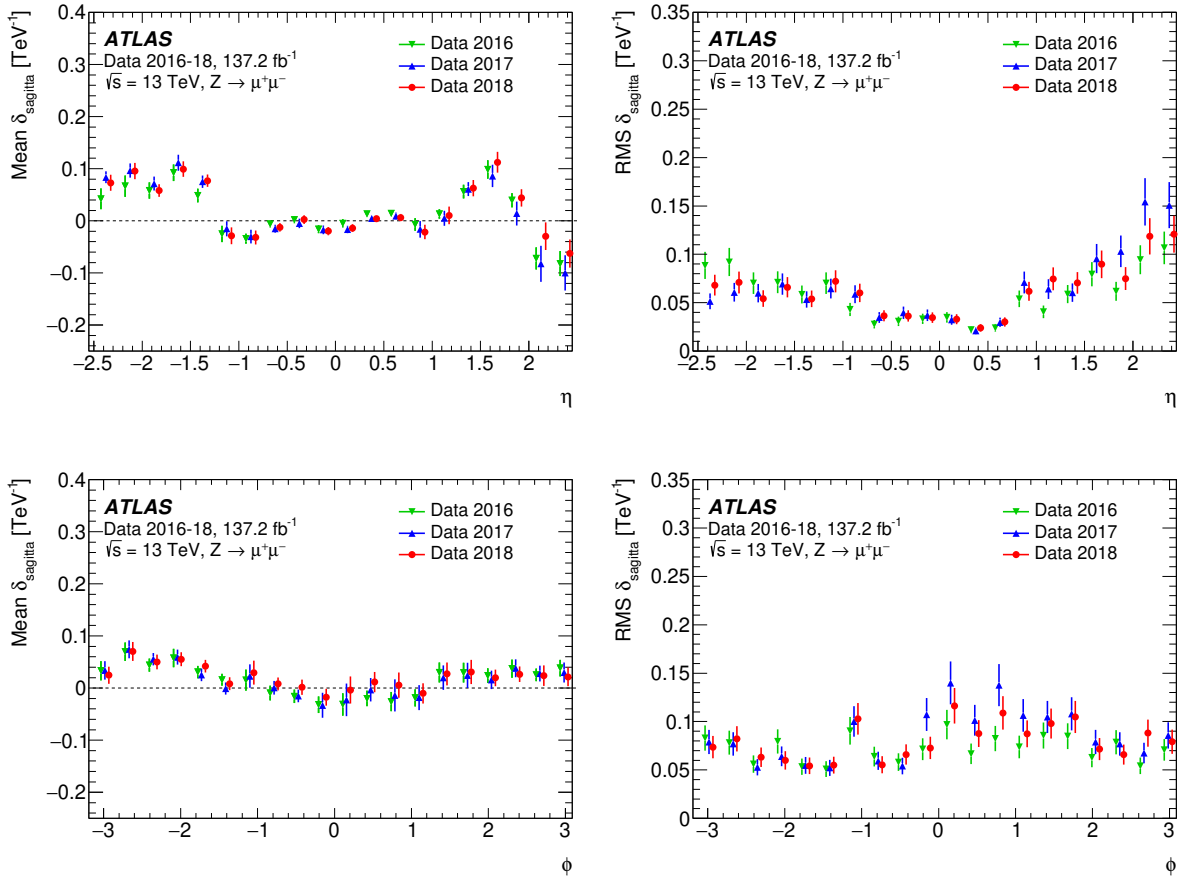 Mean δsagitta [TeV⁻¹]
0.4
0.3
0.2
0.1
0
−0.1
−0.2
ATLAS
Data 2016-18, 137.2 fb⁻¹
√s = 13 TeV, Z → μ⁺μ⁻
Data 2016
Data 2017
Data 2018
−2.5 −2 −1.5 −1 −0.5 0 0.5 1 1.5 2
η
RMS δsagitta [TeV⁻¹]
0.35
0.3
0.25
0.2
0.15
0.1
0.05
0
ATLAS
Data 2016-18, 137.2 fb⁻¹
√s = 13 TeV, Z → μ⁺μ⁻
Data 2016
Data 2017
Data 2018
−2.5 −2 −1.5 −1 −0.5 0 0.5 1 1.5 2
η
Mean δsagitta [TeV⁻¹]
0.4
0.3
0.2
0.1
0
−0.1
−0.2
ATLAS
Data 2016-18, 137.2 fb⁻¹
√s = 13 TeV, Z → μ⁺μ⁻
Data 2016
Data 2017
Data 2018
−3 −2 −1 0 1 2 3
ϕ
RMS δsagitta [TeV⁻¹]
0.35
0.3
0.25
0.2
0.15
0.1
0.05
0
ATLAS
Data 2016-18, 137.2 fb⁻¹
√s = 13 TeV, Z → μ⁺μ⁻
Data 2016
Data 2017
Data 2018
−3 −2 −1 0 1 2 3
ϕ